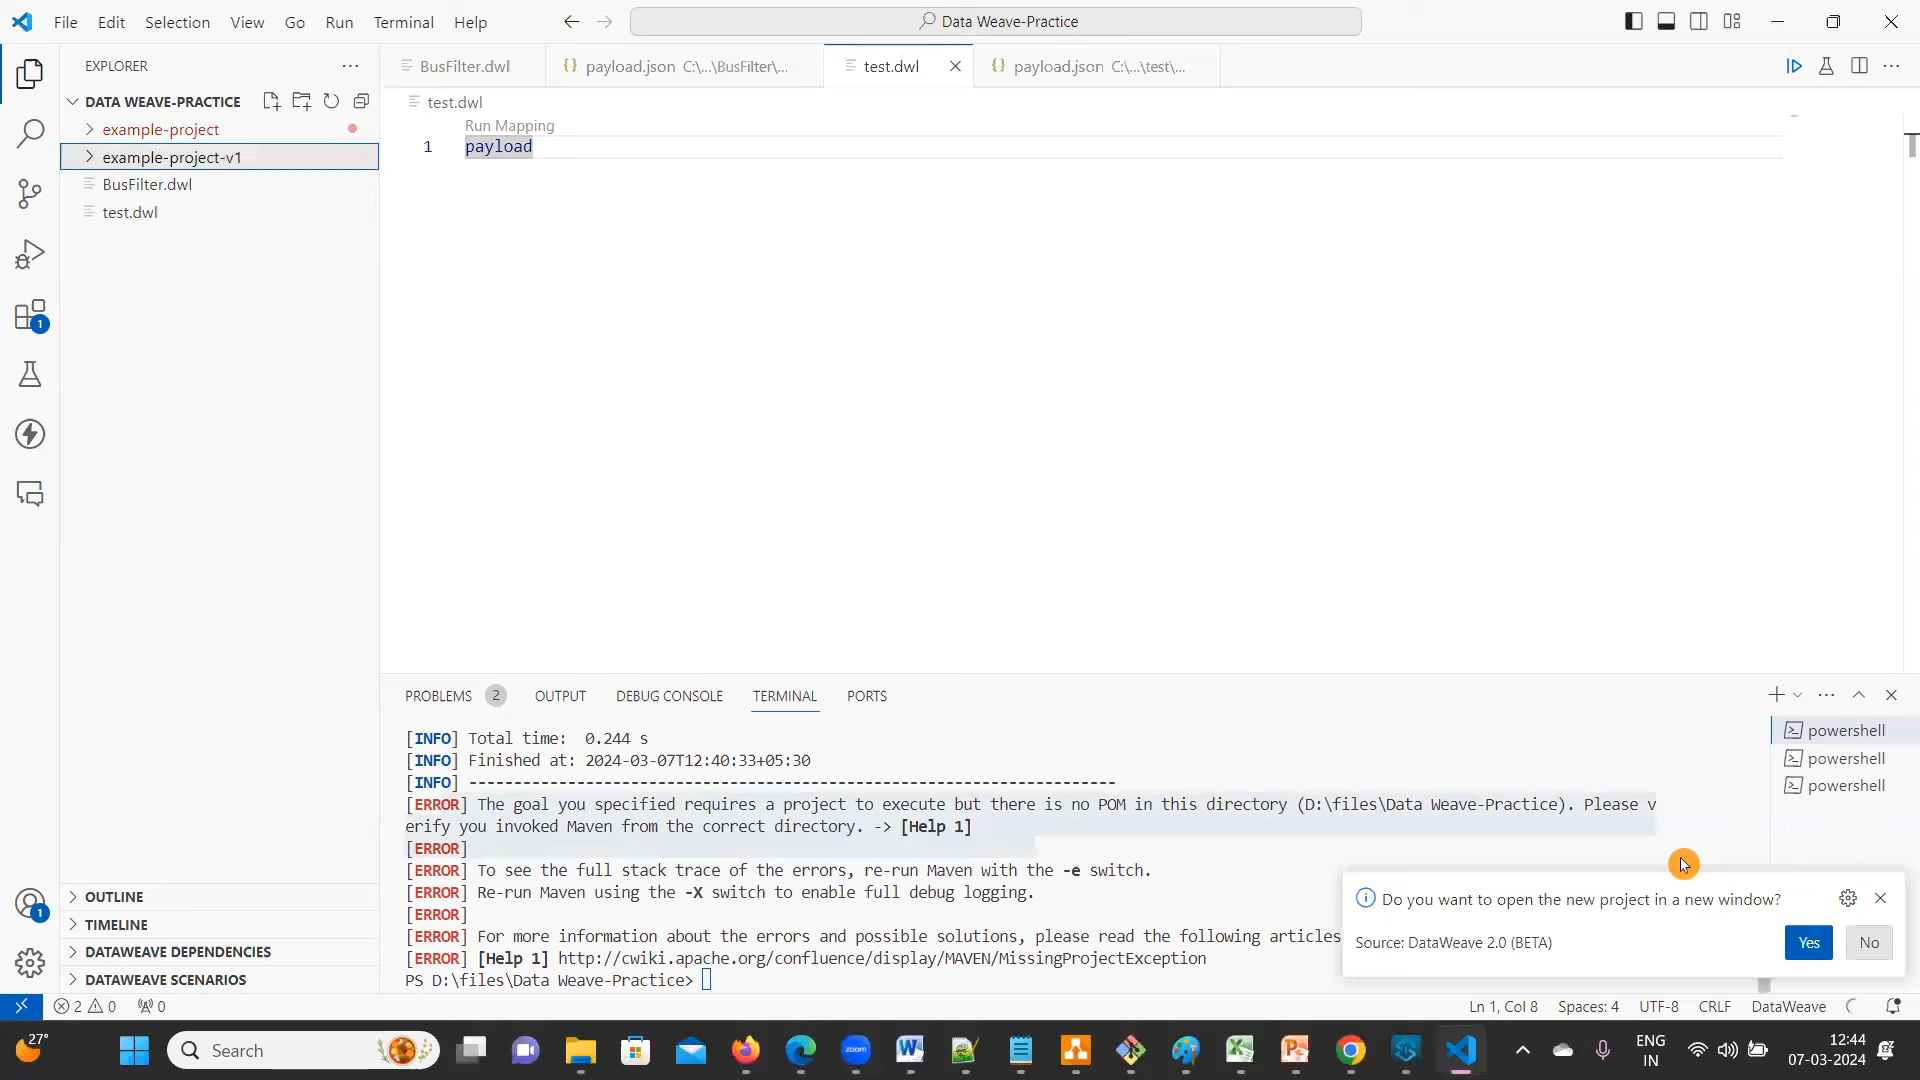 File Edit Selection View Go Run Terminal Help
Data Weave-Practice
EXPLORER
DATA WEAVE-PRACTICE
example-project
example-project-v1
BusFilter.dwl
test.dwl
BusFilter.dwl
payload.json C:\...\BusFilter\...
test.dwl
payload.json C:\...\test\...
test.dwl
Run Mapping
1 payload
PROBLEMS 2 OUTPUT DEBUG CONSOLE TERMINAL PORTS
powershell
powershell
powershell
[INFO] Total time:  0.244 s
[INFO] Finished at: 2024-03-07T12:40:33+05:30
[INFO] ------------------------------------------------------------------------
[ERROR] The goal you specified requires a project to execute but there is no POM in this directory (D:\files\Data Weave-Practice). Please v
erify you invoked Maven from the correct directory. -> [Help 1]
[ERROR]
[ERROR] To see the full stack trace of the errors, re-run Maven with the -e switch.
[ERROR] Re-run Maven using the -X switch to enable full debug logging.
[ERROR]
[ERROR] For more information about the errors and possible solutions, please read the following articles
[ERROR] [Help 1] http://cwiki.apache.org/confluence/display/MAVEN/MissingProjectException
PS D:\files\Data Weave-Practice>
Do you want to open the new project in a new window?
Source: DataWeave 2.0 (BETA)
Yes No
OUTLINE
TIMELINE
DATAWEAVE DEPENDENCIES
DATAWEAVE SCENARIOS
1
1
2 0 0
Ln 1, Col 8 Spaces: 4 UTF-8 CRLF DataWeave
27°
Search
zoom
ENG
IN
12:44
07-03-2024